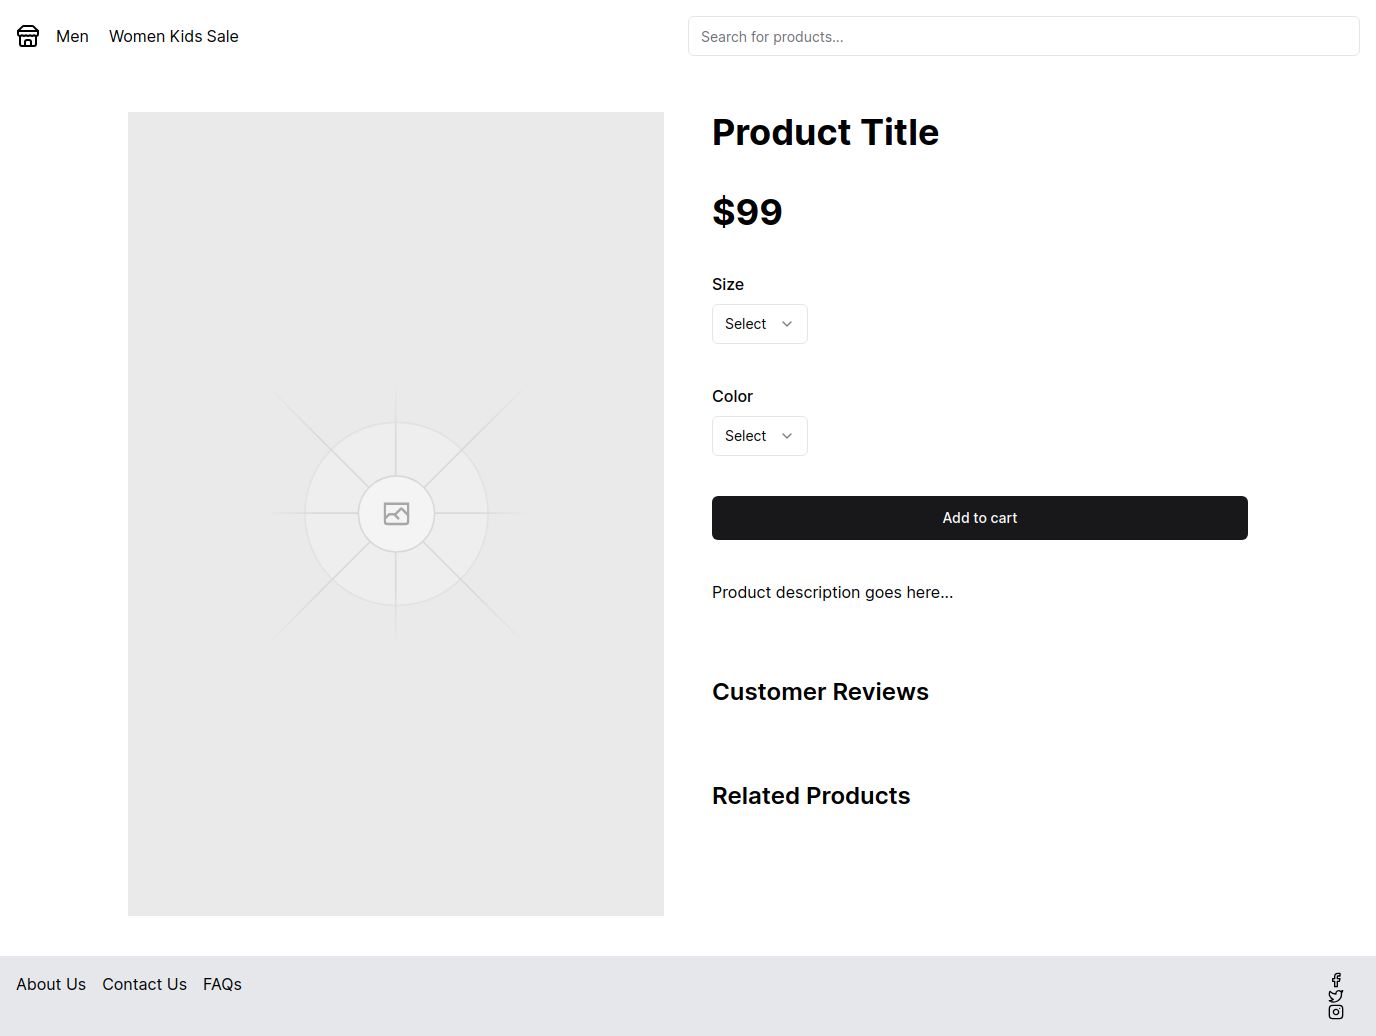 Men Women Kids Sale
Search for products...
Product Title
$99
Size
Select
Color
Select
Add to cart
Product description goes here...
Customer Reviews
Related Products
About Us Contact Us FAQs